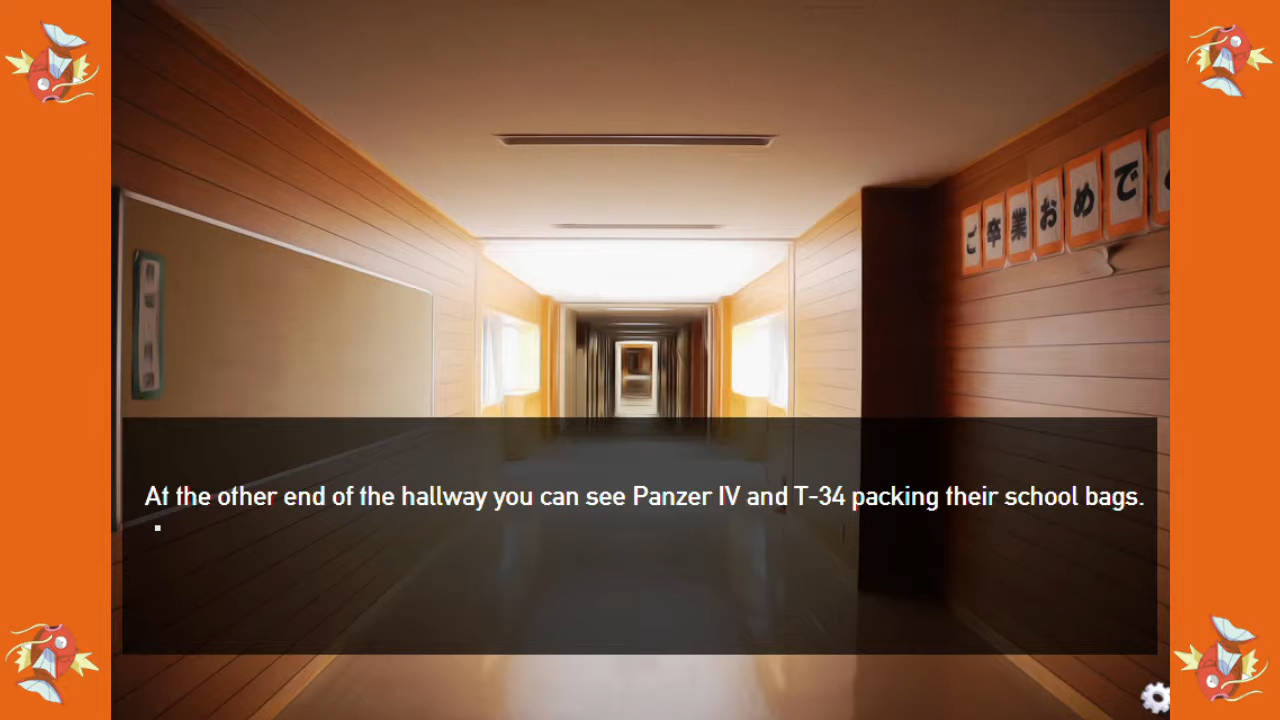 ご卒業おめで
At the other end of the hallway you can see Panzer IV and T-34 packing their school bags.